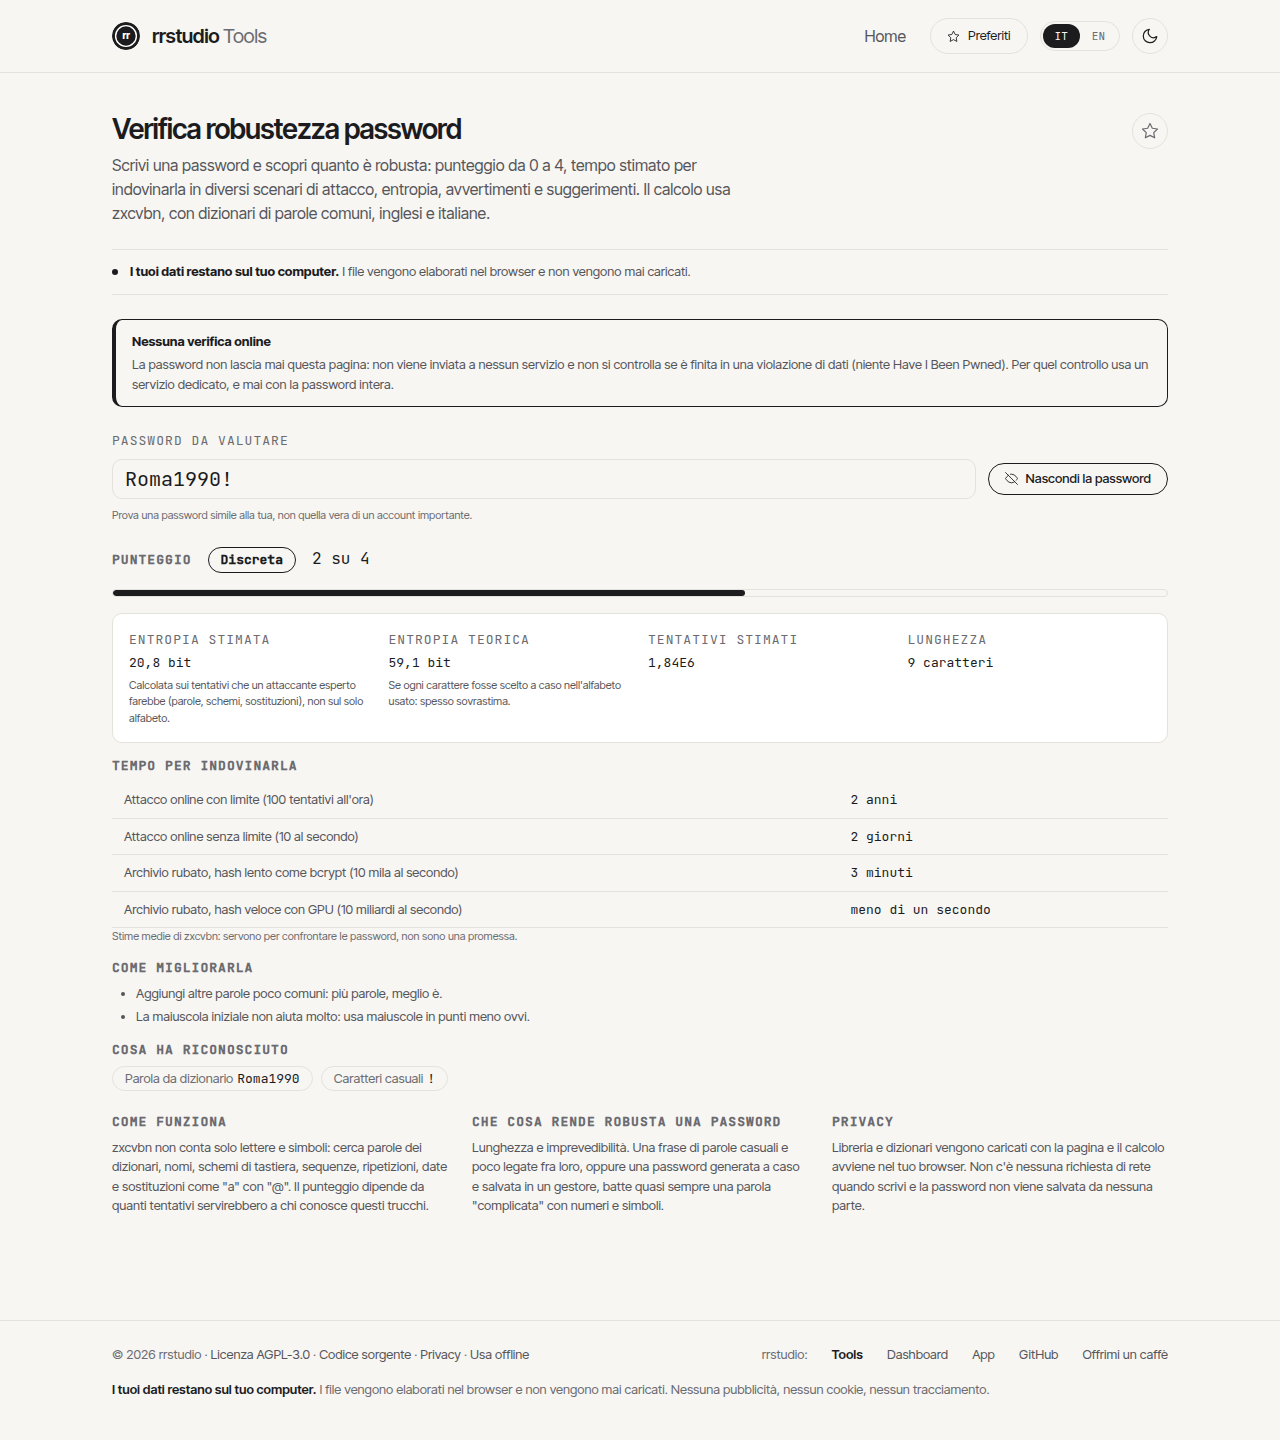 rr rrstudio Tools
Home
Preferiti
IT EN
Verifica robustezza password
Scrivi una password e scopri quanto è robusta: punteggio da 0 a 4, tempo stimato per
indovinarla in diversi scenari di attacco, entropia, avvertimenti e suggerimenti. Il calcolo usa
zxcvbn, con dizionari di parole comuni, inglesi e italiane.
I tuoi dati restano sul tuo computer. I file vengono elaborati nel browser e non vengono mai caricati.
Nessuna verifica online
La password non lascia mai questa pagina: non viene inviata a nessun servizio e non si controlla se è finita in una violazione di dati (niente Have I Been Pwned). Per quel controllo usa un
servizio dedicato, e mai con la password intera.
PASSWORD DA VALUTARE
Roma1990!
Nascondi la password
Prova una password simile alla tua, non quella vera di un account importante.
PUNTEGGIO Discreta 2 su 4
ENTROPIA STIMATA
20,8 bit
Calcolata sui tentativi che un attaccante esperto
farebbe (parole, schemi, sostituzioni), non sul solo
alfabeto.
ENTROPIA TEORICA
59,1 bit
Se ogni carattere fosse scelto a caso nell'alfabeto
usato: spesso sovrastima.
TENTATIVI STIMATI
1,84E6
LUNGHEZZA
9 caratteri
TEMPO PER INDOVINARLA
Attacco online con limite (100 tentativi all'ora) 2 anni
Attacco online senza limite (10 al secondo) 2 giorni
Archivio rubato, hash lento come bcrypt (10 mila al secondo) 3 minuti
Archivio rubato, hash veloce con GPU (10 miliardi al secondo) meno di un secondo
Stime medie di zxcvbn: servono per confrontare le password, non sono una promessa.
COME MIGLIORARLA
Aggiungi altre parole poco comuni: più parole, meglio è.
La maiuscola iniziale non aiuta molto: usa maiuscole in punti meno ovvi.
COSA HA RICONOSCIUTO
Parola da dizionario Roma1990
Caratteri casuali !
COME FUNZIONA
zxcvbn non conta solo lettere e simboli: cerca parole dei
dizionari, nomi, schemi di tastiera, sequenze, ripetizioni, date
e sostituzioni come "a" con "@". Il punteggio dipende da
quanti tentativi servirebbero a chi conosce questi trucchi.
CHE COSA RENDE ROBUSTA UNA PASSWORD
Lunghezza e imprevedibilità. Una frase di parole casuali e
poco legate fra loro, oppure una password generata a caso
e salvata in un gestore, batte quasi sempre una parola
"complicata" con numeri e simboli.
PRIVACY
Libreria e dizionari vengono caricati con la pagina e il calcolo
avviene nel tuo browser. Non c'è nessuna richiesta di rete
quando scrivi e la password non viene salvata da nessuna
parte.
© 2026 rrstudio · Licenza AGPL-3.0 · Codice sorgente · Privacy · Usa offline
rrstudio: Tools Dashboard App GitHub Offrimi un caffè
I tuoi dati restano sul tuo computer. I file vengono elaborati nel browser e non vengono mai caricati. Nessuna pubblicità, nessun cookie, nessun tracciamento.